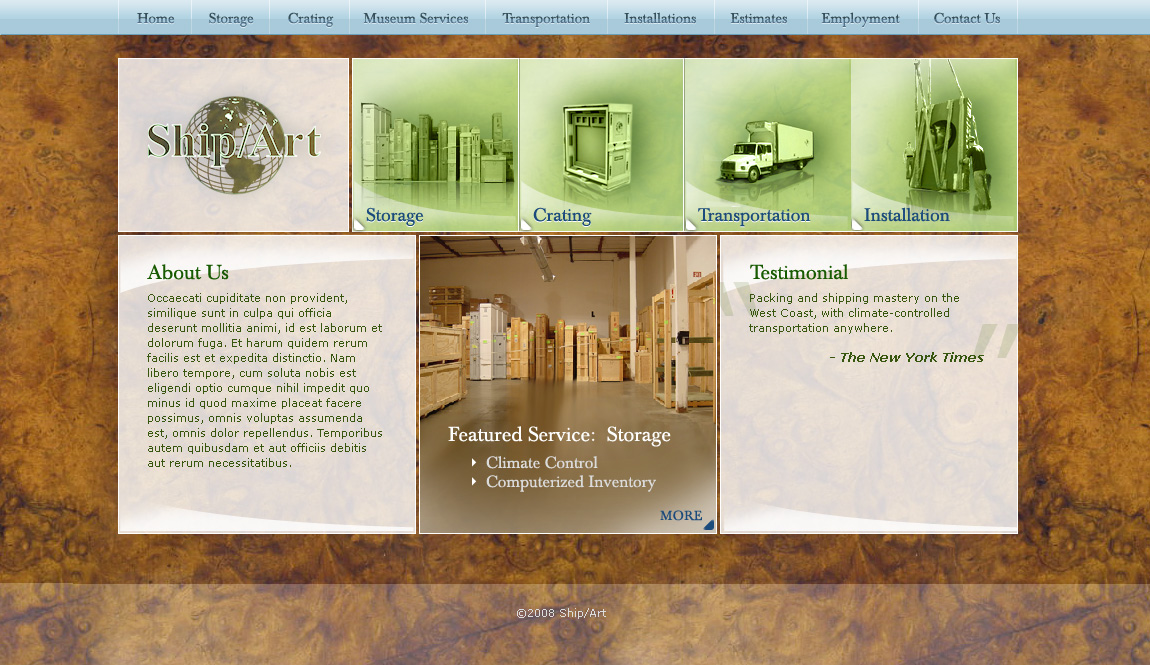 Home Storage Crating Museum Services Transportation Installations Estimates Employment Contact Us
Ship/Art
Storage Crating Transportation Installation
About Us
Occaecati cupiditate non provident,
similique sunt in culpa qui officia
deserunt mollitia animi, id est laborum et
dolorum fuga. Et harum quidem rerum
facilis est et expedita distinctio. Nam
libero tempore, cum soluta nobis est
eligendi optio cumque nihil impedit quo
minus id quod maxime placeat facere
possimus, omnis voluptas assumenda
est, omnis dolor repellendus. Temporibus
autem quibusdam et aut officiis debitis
aut rerum necessitatibus.
Featured Service: Storage
Climate Control
Computerized Inventory
MORE
Testimonial
Packing and shipping mastery on the
West Coast, with climate-controlled
transportation anywhere.
- The New York Times
©2008 Ship/Art